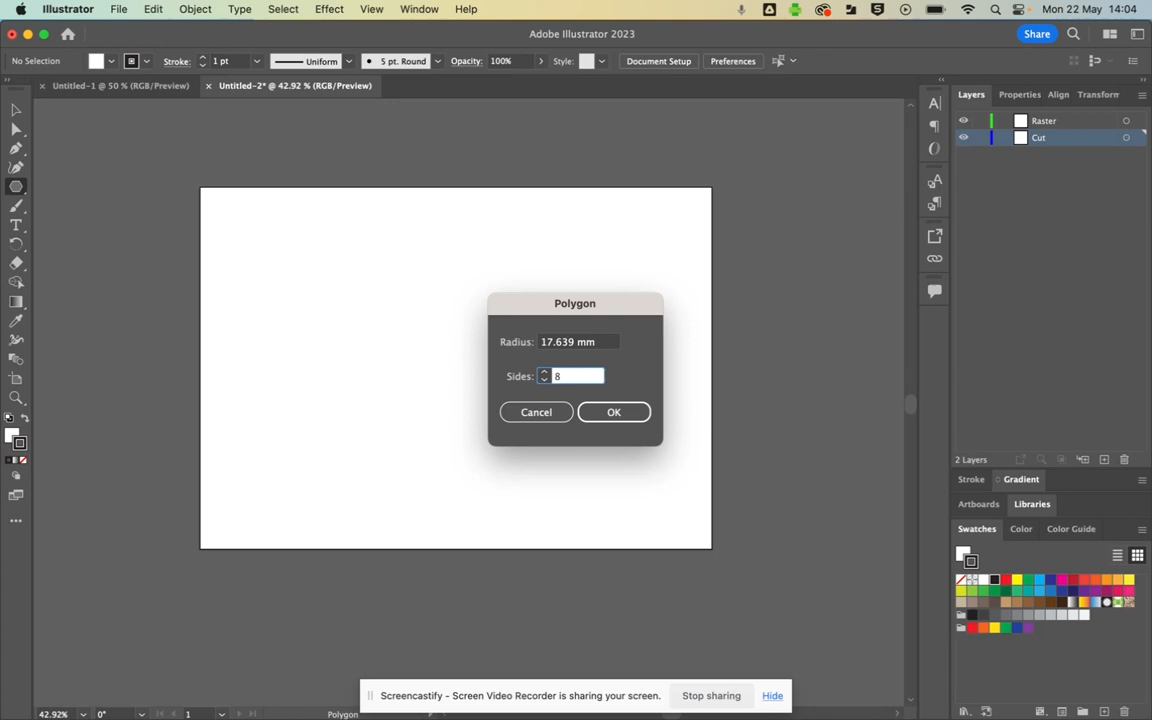 Illustrator File Edit Object Type Select Effect View Window Help Mon 22 May 14:04
Adobe Illustrator 2023 Share
No Selection Stroke: 1 pt Uniform 5 pt. Round Opacity: 100% Style: Document Setup Preferences
Untitled-1 @ 50 % (RGB/Preview) Untitled-2* @ 42.92 % (RGB/Preview)
Layers Properties Align Transform
Raster
Cut
Polygon
Radius: 17.639 mm
Sides: 8
Cancel OK
2 Layers
Stroke Gradient
Artboards Libraries
Swatches Color Color Guide
Screencastify - Screen Video Recorder is sharing your screen. Stop sharing Hide
42.92% 0° 1 Polygon